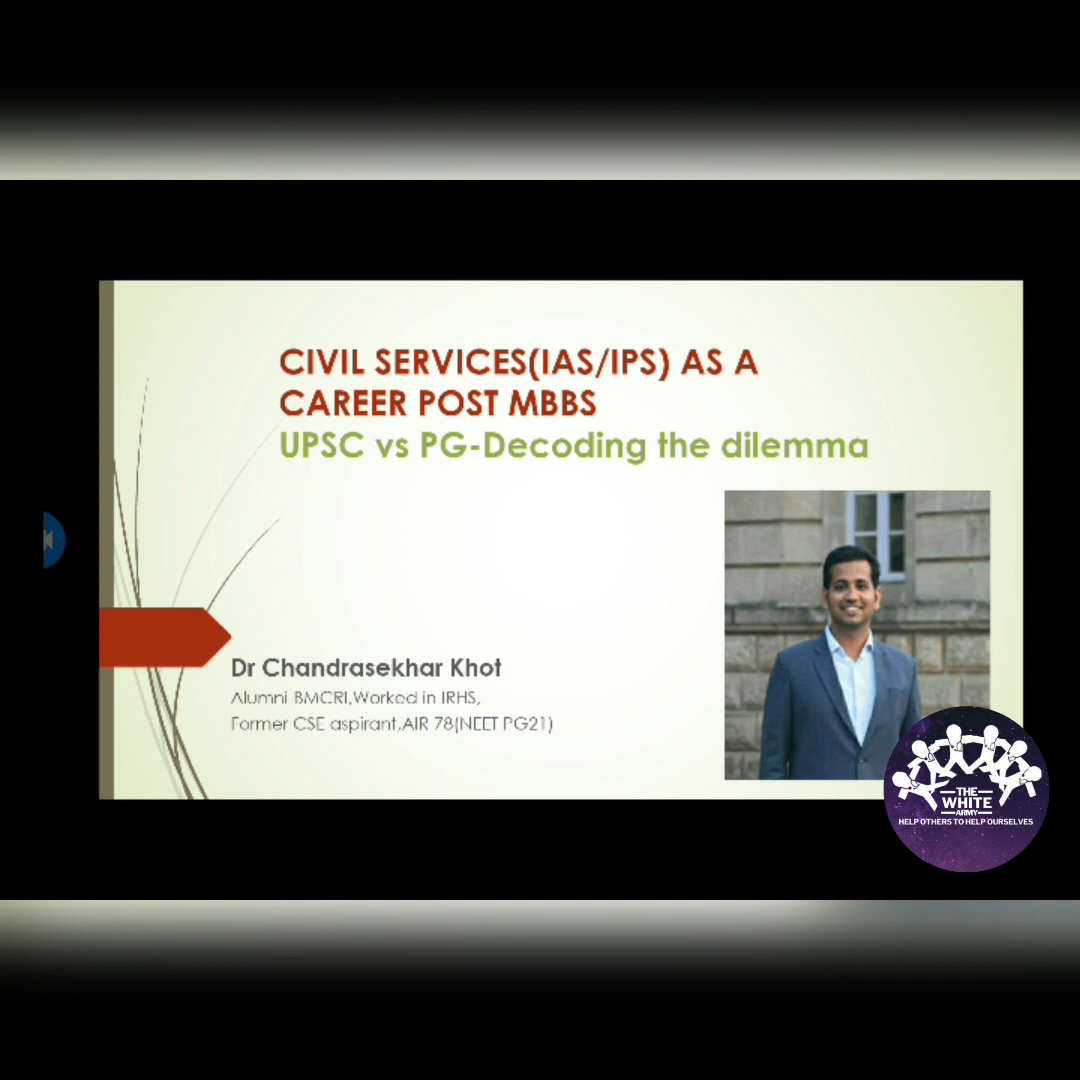 CIVIL SERVICES(IAS/IPS) AS A
CAREER POST MBBS
UPSC vs PG-Decoding the dilemma
Dr Chandrasekhar Khot
Alumni-BMCRI,Worked in IRHS,
Former CSE aspirant,AIR 78(NEET PG21)
THE
WHITE
ARMY
HELP OTHERS TO HELP OURSELVES